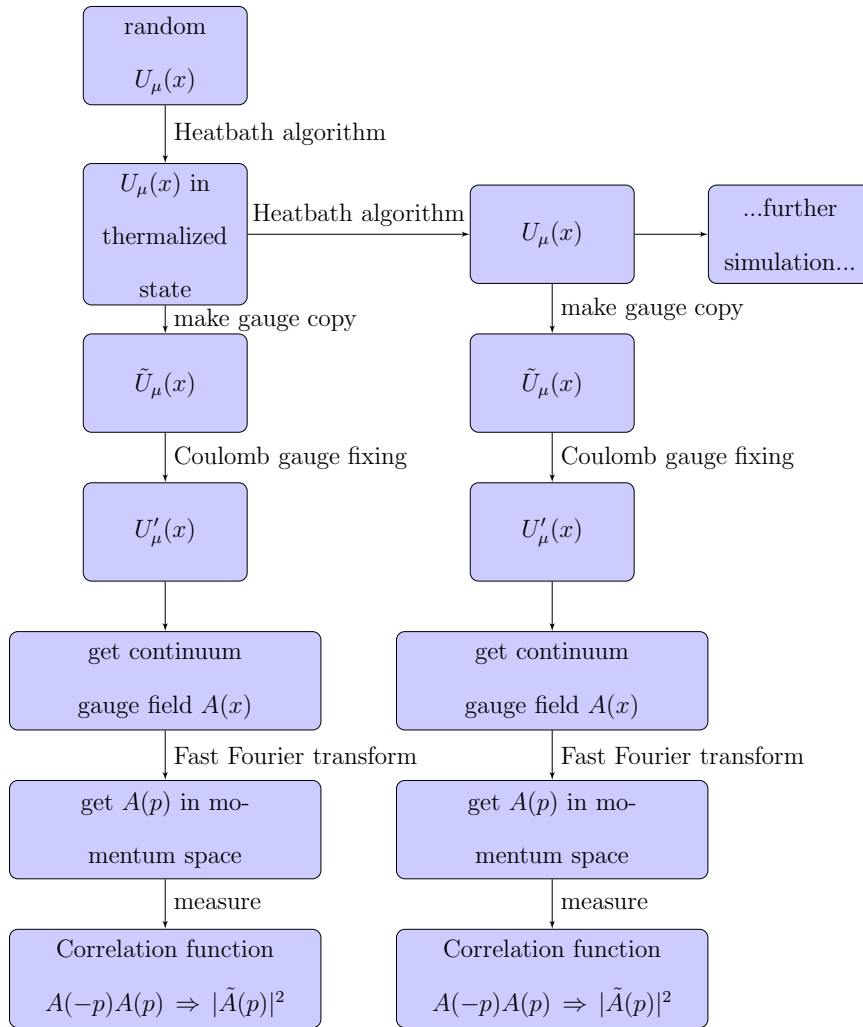 random
U_μ(x)
Heatbath algorithm
U_μ(x) in
thermalized
state
Heatbath algorithm
U_μ(x)
...further
simulation...
make gauge copy
make gauge copy
Ũ_μ(x)
Ũ_μ(x)
Coulomb gauge fixing
Coulomb gauge fixing
U′_μ(x)
U′_μ(x)
get continuum
gauge field A(x)
get continuum
gauge field A(x)
Fast Fourier transform
Fast Fourier transform
get A(p) in mo-
mentum space
get A(p) in mo-
mentum space
measure
measure
Correlation function
A(−p)A(p) ⇒ |Ã(p)|²
Correlation function
A(−p)A(p) ⇒ |Ã(p)|²